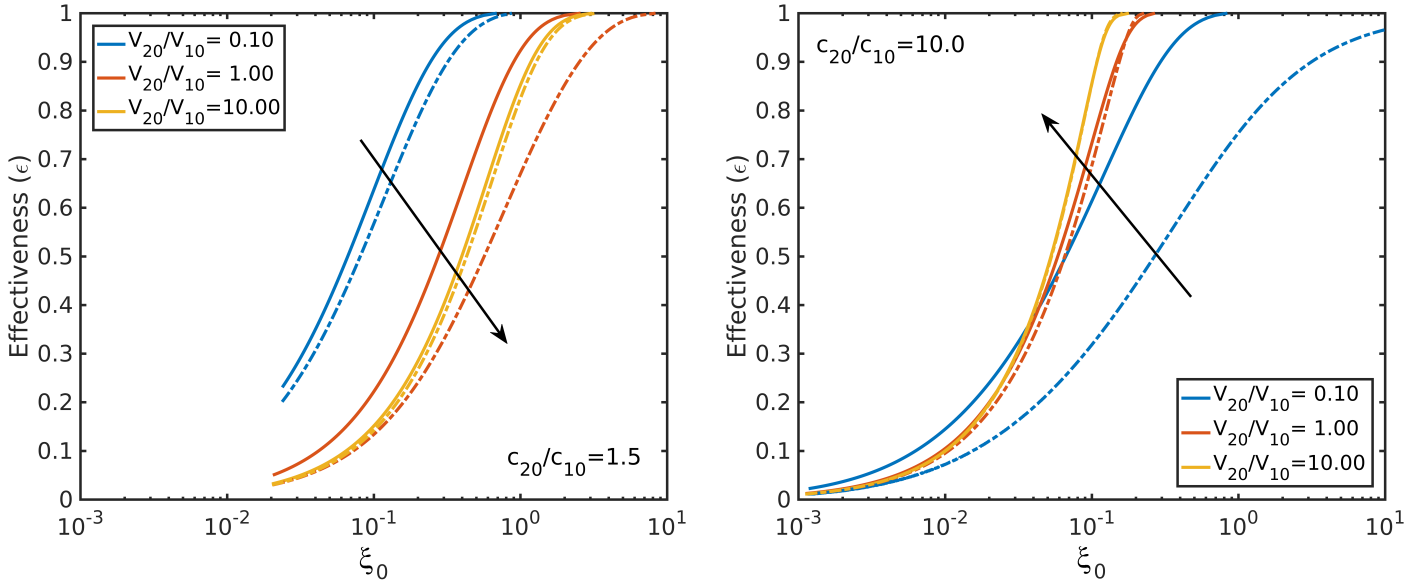 Effectiveness (ϵ)
1
0.9
0.8
0.7
0.6
0.5
0.4
0.3
0.2
0.1
0
V₂₀/V₁₀= 0.10
V₂₀/V₁₀= 1.00
V₂₀/V₁₀=10.00
c₂₀/c₁₀=1.5
10⁻³
10⁻²
10⁻¹
10⁰
10¹
ξ₀
Effectiveness (ϵ)
1
0.9
0.8
0.7
0.6
0.5
0.4
0.3
0.2
0.1
0
c₂₀/c₁₀=10.0
V₂₀/V₁₀= 0.10
V₂₀/V₁₀= 1.00
V₂₀/V₁₀=10.00
10⁻³
10⁻²
10⁻¹
10⁰
10¹
ξ₀